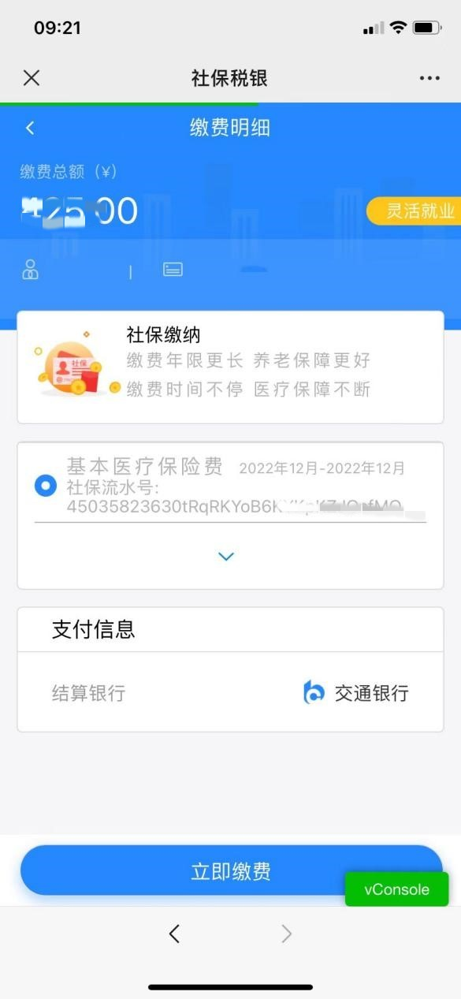 09:21
社保税银
缴费明细
缴费总额（¥）
灵活就业
社保缴纳
缴费年限更长 养老保障更好
缴费时间不停 医疗保障不断
社保
基本医疗保险费 2022年12月-2022年12月
社保流水号:
45035823630tRqRKYoB6K
支付信息
结算银行 交通银行
立即缴费
vConsole